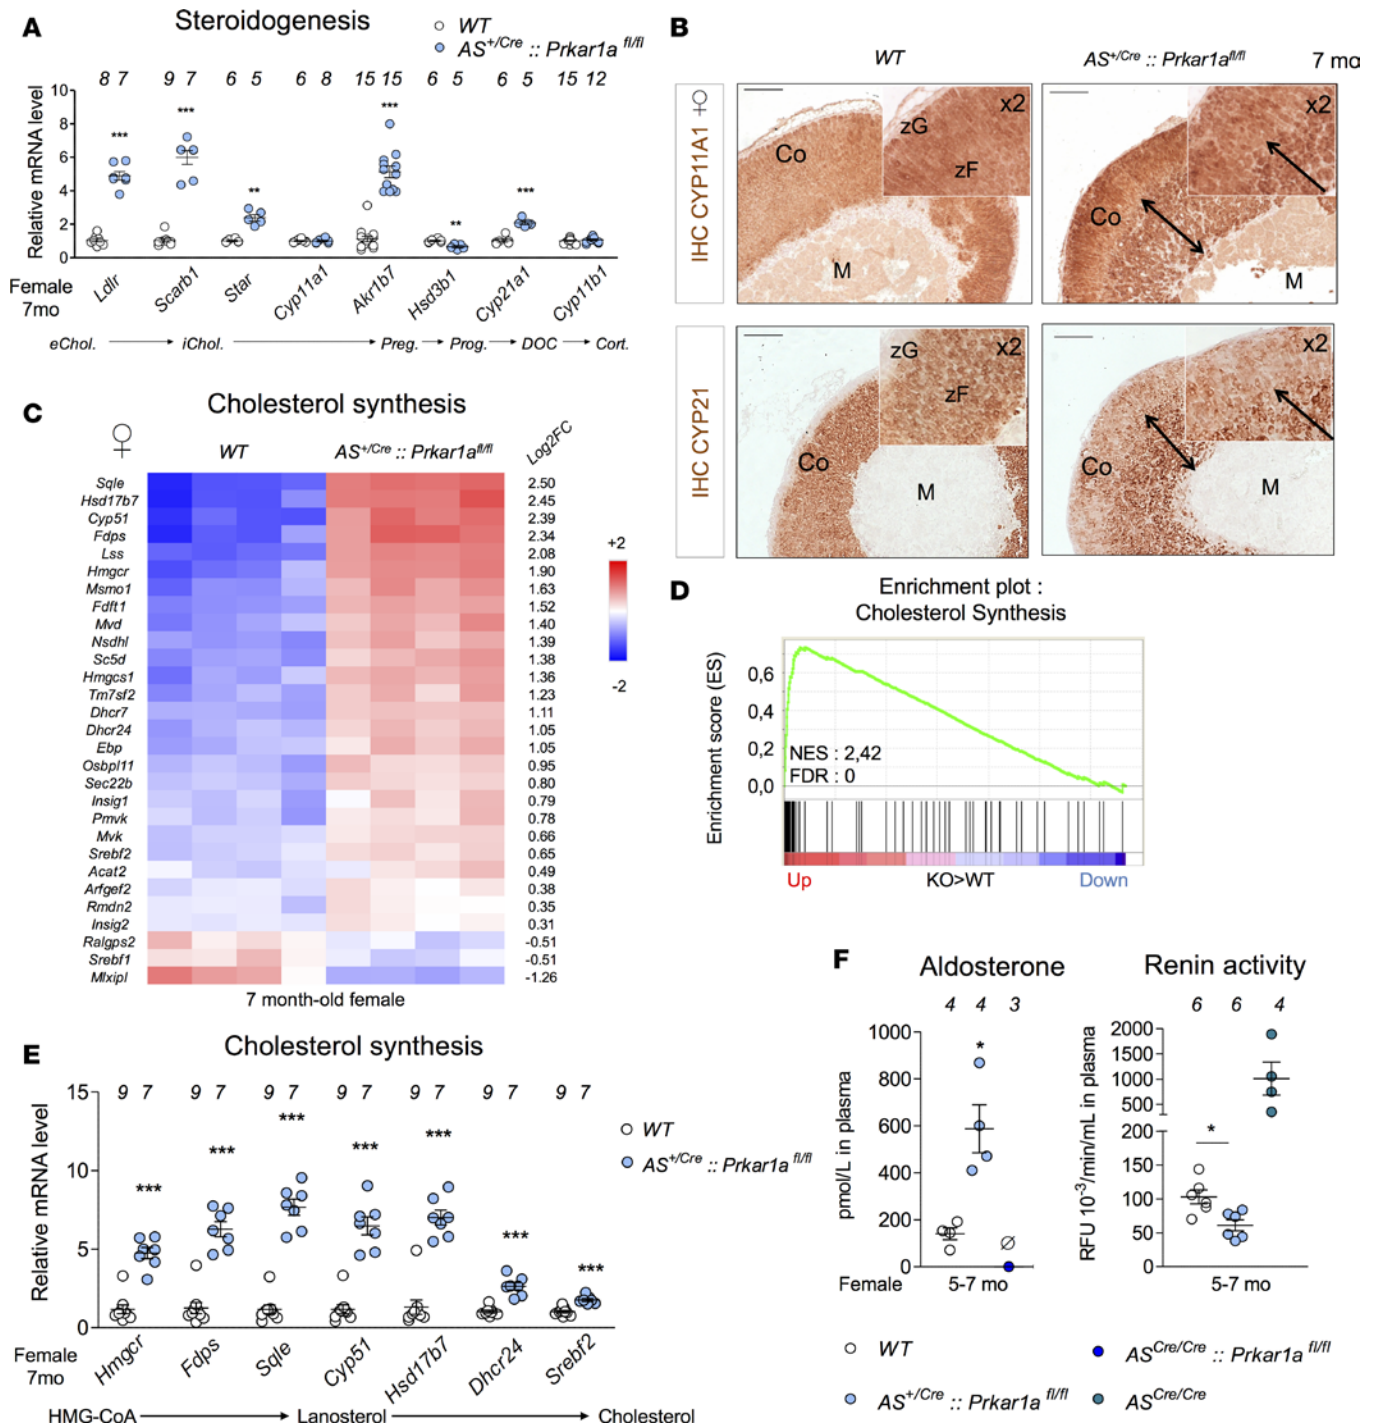 A
Steroidogenesis
WT
AS+/Cre :: Prkar1a fl/fl
8 7 9 7 6 5 6 8 15 15 6 5 6 5 15 12
Relative mRNA level
10
8
6
4
2
0
*** *** ** *** ** ***
Female
7mo
Ldlr Scarb1 Star Cyp11a1 Akr1b7 Hsd3b1 Cyp21a1 Cyp11b1
eChol. iChol. Preg. Prog. DOC Cort.
B
WT AS+/Cre :: Prkar1a fl/fl 7 mo
IHC CYP11A1 ♀
Co zG zF x2 M
Co x2 M
IHC CYP21
Co zG zF x2 M
Co x2 M
C
Cholesterol synthesis
♀ WT AS+/Cre :: Prkar1a fl/fl Log2FC
Sqle 2.50
Hsd17b7 2.45
Cyp51 2.39
Fdps 2.34
Lss 2.08
Hmgcr 1.90
Msmo1 1.63
Fdft1 1.52
Mvd 1.40
Nsdhl 1.39
Sc5d 1.38
Hmgcs1 1.36
Tm7sf2 1.23
Dhcr7 1.11
Dhcr24 1.05
Ebp 1.05
Osbpl11 0.95
Sec22b 0.80
Insig1 0.79
Pmvk 0.78
Mvk 0.66
Srebf2 0.65
Acat2 0.49
Arfgef2 0.38
Rmdn2 0.35
Insig2 0.31
Ralgps2 -0.51
Srebf1 -0.51
Mlxipl -1.26
+2
-2
7 month-old female
D
Enrichment plot :
Cholesterol Synthesis
Enrichment score (ES)
0,6
0,4
0,2
0,0
NES : 2,42
FDR : 0
Up KO>WT Down
E
Cholesterol synthesis
9 7 9 7 9 7 9 7 9 7 9 7 9 7
Relative mRNA level
15
10
5
0
*** *** *** *** *** *** ***
WT
AS+/Cre :: Prkar1a fl/fl
Female
7mo
Hmgcr Fdps Sqle Cyp51 Hsd17b7 Dhcr24 Srebf2
HMG-CoA Lanosterol Cholesterol
F
Aldosterone
4 4 3
pmol/L in plasma
1000
800
600
400
200
0
*
Female 5-7 mo
Renin activity
6 6 4
RFU 10-3/min/mL in plasma
2000
1500
1000
500
200
150
100
50
0
*
5-7 mo
WT
AS+/Cre :: Prkar1a fl/fl
ASCre/Cre :: Prkar1a fl/fl
ASCre/Cre